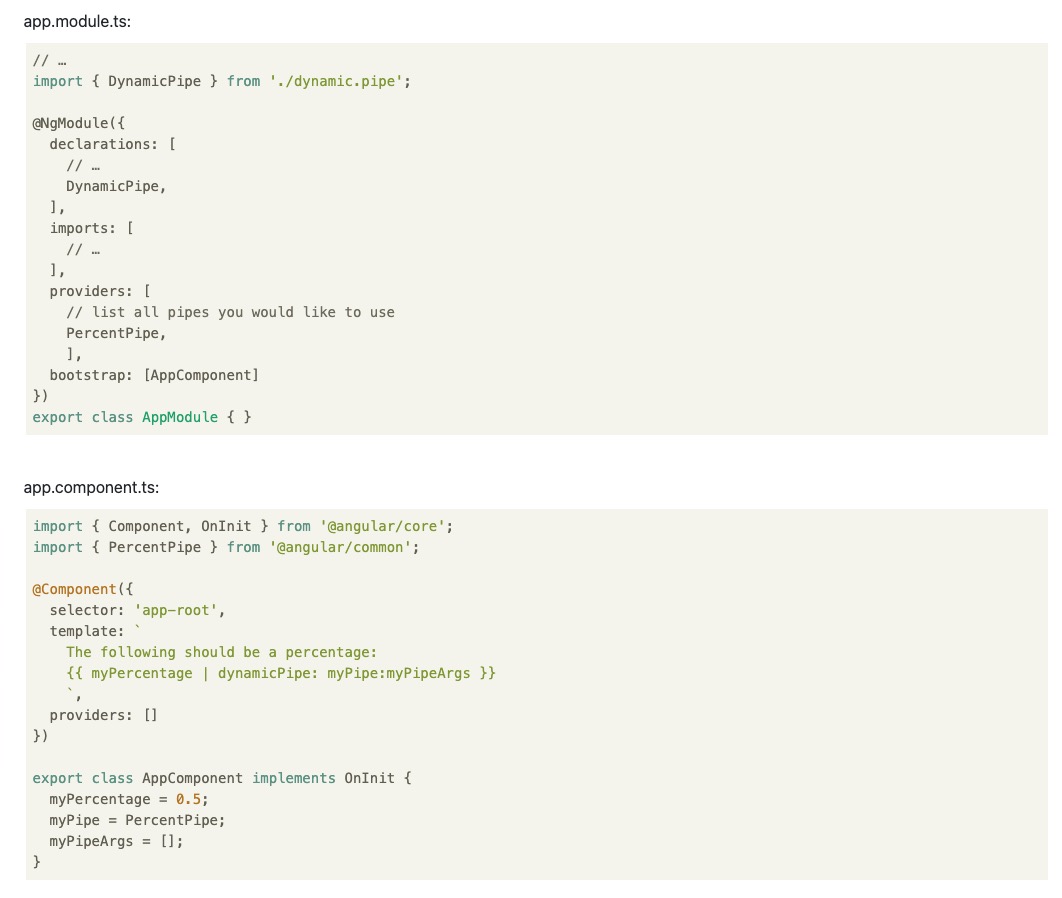 app.module.ts:
// …
import { DynamicPipe } from './dynamic.pipe';

@NgModule({
  declarations: [
    // …
    DynamicPipe,
  ],
  imports: [
    // …
  ],
  providers: [
    // list all pipes you would like to use
    PercentPipe,
    ],
  bootstrap: [AppComponent]
})
export class AppModule { }

app.component.ts:
import { Component, OnInit } from '@angular/core';
import { PercentPipe } from '@angular/common';

@Component({
  selector: 'app-root',
  template: `
    The following should be a percentage:
    {{ myPercentage | dynamicPipe: myPipe:myPipeArgs }}
    `,
  providers: []
})

export class AppComponent implements OnInit {
  myPercentage = 0.5;
  myPipe = PercentPipe;
  myPipeArgs = [];
}